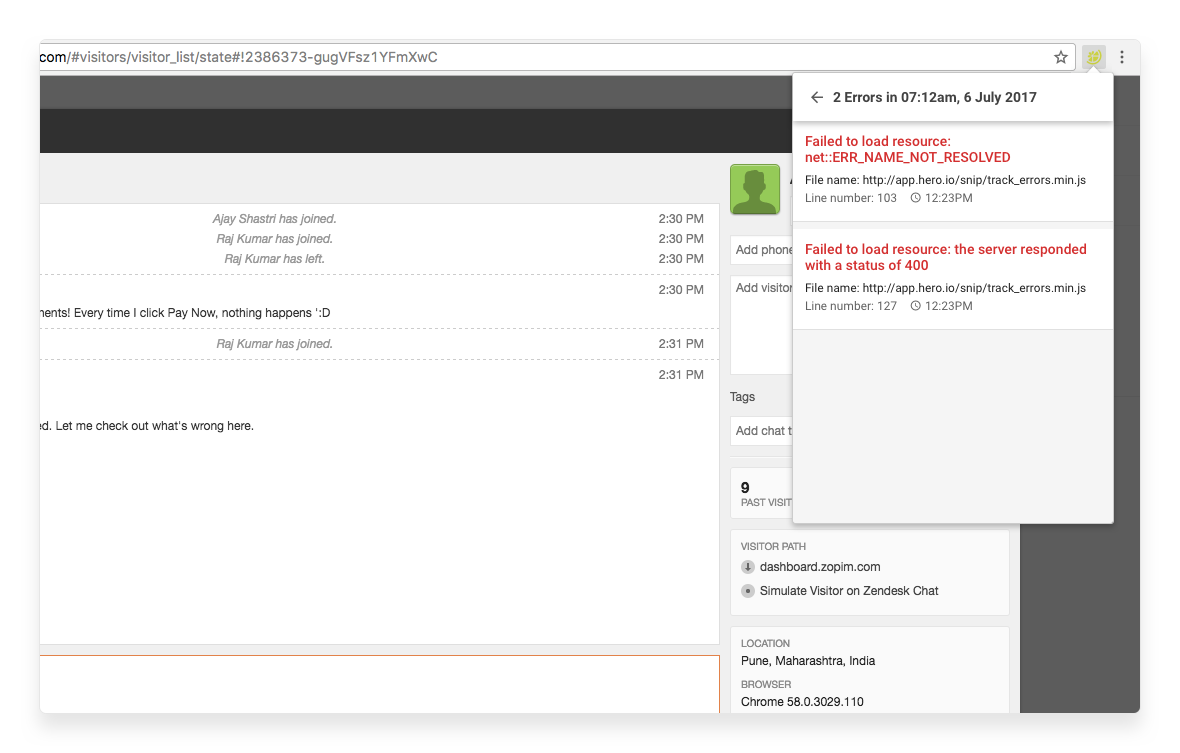 com/#visitors/visitor_list/state#!2386373-gugVFsz1YFmXwC
2 Errors in 07:12am, 6 July 2017
Failed to load resource:
net::ERR_NAME_NOT_RESOLVED
File name: http://app.hero.io/snip/track_errors.min.js
Line number: 103 12:23PM
Failed to load resource: the server responded
with a status of 400
File name: http://app.hero.io/snip/track_errors.min.js
Line number: 127 12:23PM
Ajay Shastri has joined. 2:30 PM
Raj Kumar has joined. 2:30 PM
Raj Kumar has left. 2:30 PM
2:30 PM
nents! Every time I click Pay Now, nothing happens ':D
Raj Kumar has joined. 2:31 PM
2:31 PM
ed. Let me check out what's wrong here.
Add phone
Add visitor
Tags
Add chat t
9
PAST VISIT
VISITOR PATH
dashboard.zopim.com
Simulate Visitor on Zendesk Chat
LOCATION
Pune, Maharashtra, India
BROWSER
Chrome 58.0.3029.110